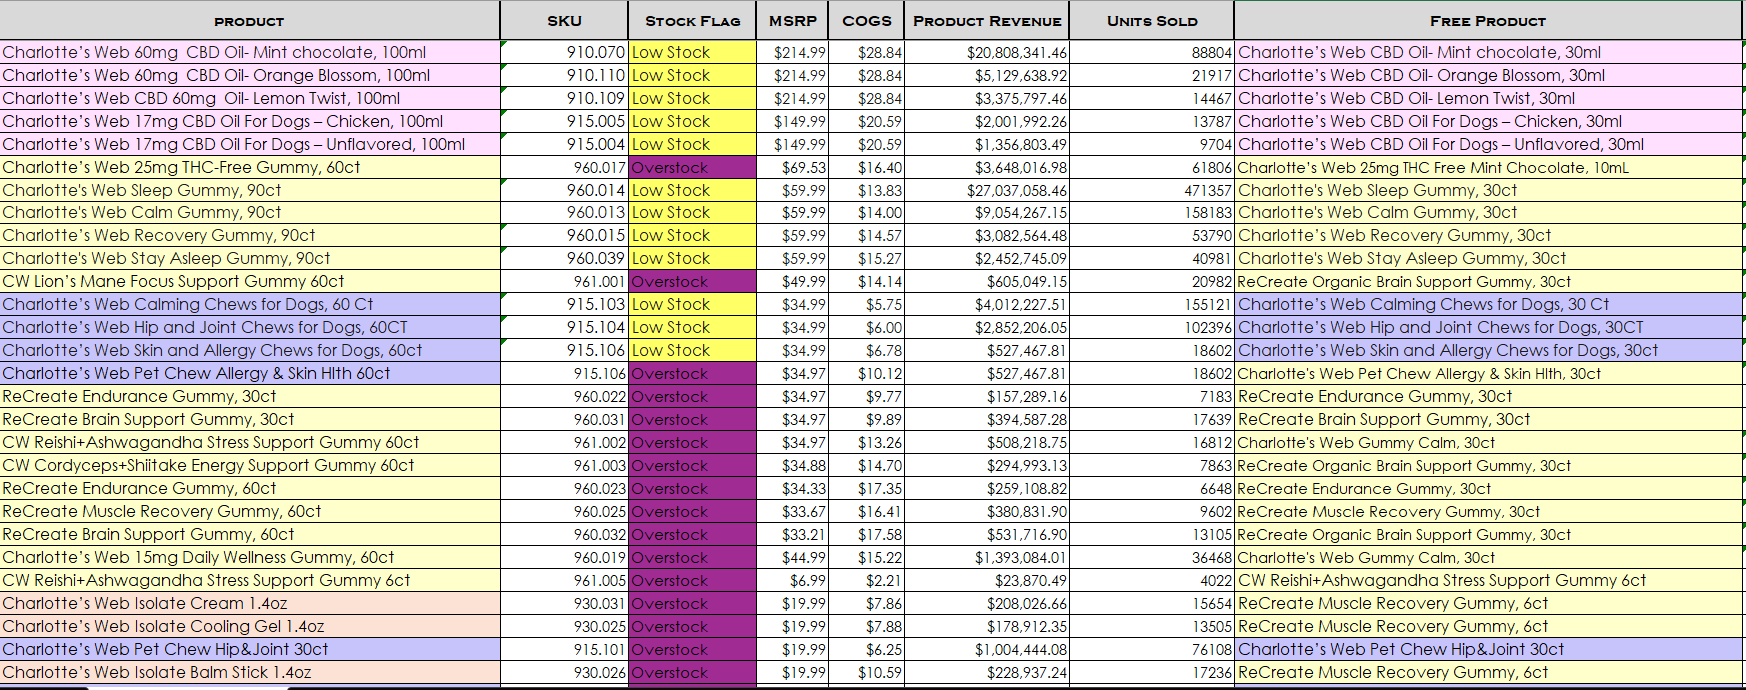 PRODUCT SKU STOCK FLAG MSRP COGS PRODUCT REVENUE UNITS SOLD FREE PRODUCT
Charlotte’s Web 60mg CBD Oil- Mint chocolate, 100ml 910.070 Low Stock $214.99 $28.84 $20,808,341.46 88804 Charlotte’s Web CBD Oil- Mint chocolate, 30ml
Charlotte’s Web 60mg CBD Oil- Orange Blossom, 100ml 910.110 Low Stock $214.99 $28.84 $5,129,638.92 21917 Charlotte’s Web CBD Oil- Orange Blossom, 30ml
Charlotte’s Web CBD 60mg Oil- Lemon Twist, 100ml 910.109 Low Stock $214.99 $28.84 $3,375,797.46 14467 Charlotte’s Web CBD Oil- Lemon Twist, 30ml
Charlotte’s Web 17mg CBD Oil For Dogs – Chicken, 100ml 915.005 Low Stock $149.99 $20.59 $2,001,992.26 13787 Charlotte’s Web CBD Oil For Dogs – Chicken, 30ml
Charlotte’s Web 17mg CBD Oil For Dogs – Unflavored, 100ml 915.004 Low Stock $149.99 $20.59 $1,356,803.49 9704 Charlotte’s Web CBD Oil For Dogs – Unflavored, 30ml
Charlotte’s Web 25mg THC-Free Gummy, 60ct 960.017 Overstock $69.53 $16.40 $3,648,016.98 61806 Charlotte’s Web 25mg THC Free Mint Chocolate, 10mL
Charlotte's Web Sleep Gummy, 90ct 960.014 Low Stock $59.99 $13.83 $27,037,058.46 471357 Charlotte's Web Sleep Gummy, 30ct
Charlotte's Web Calm Gummy, 90ct 960.013 Low Stock $59.99 $14.00 $9,054,267.15 158183 Charlotte's Web Calm Gummy, 30ct
Charlotte’s Web Recovery Gummy, 90ct 960.015 Low Stock $59.99 $14.57 $3,082,564.48 53790 Charlotte’s Web Recovery Gummy, 30ct
Charlotte's Web Stay Asleep Gummy, 90ct 960.039 Low Stock $59.99 $15.27 $2,452,745.09 40981 Charlotte's Web Stay Asleep Gummy, 30ct
CW Lion’s Mane Focus Support Gummy 60ct 961.001 Overstock $49.99 $14.14 $605,049.15 20982 ReCreate Organic Brain Support Gummy, 30ct
Charlotte’s Web Calming Chews for Dogs, 60 Ct 915.103 Low Stock $34.99 $5.75 $4,012,227.51 155121 Charlotte’s Web Calming Chews for Dogs, 30 Ct
Charlotte’s Web Hip and Joint Chews for Dogs, 60CT 915.104 Low Stock $34.99 $6.00 $2,852,206.05 102396 Charlotte’s Web Hip and Joint Chews for Dogs, 30CT
Charlotte’s Web Skin and Allergy Chews for Dogs, 60ct 915.106 Low Stock $34.99 $6.78 $527,467.81 18602 Charlotte’s Web Skin and Allergy Chews for Dogs, 30ct
Charlotte’s Web Pet Chew Allergy & Skin Hlth 60ct 915.106 Overstock $34.97 $10.12 $527,467.81 18602 Charlotte's Web Pet Chew Allergy & Skin Hlth, 30ct
ReCreate Endurance Gummy, 30ct 960.022 Overstock $34.97 $9.77 $157,289.16 7183 ReCreate Endurance Gummy, 30ct
ReCreate Brain Support Gummy, 30ct 960.031 Overstock $34.97 $9.89 $394,587.28 17639 ReCreate Brain Support Gummy, 30ct
CW Reishi+Ashwagandha Stress Support Gummy 60ct 961.002 Overstock $34.97 $13.26 $508,218.75 16812 Charlotte's Web Gummy Calm, 30ct
CW Cordyceps+Shiitake Energy Support Gummy 60ct 961.003 Overstock $34.88 $14.70 $294,993.13 7863 ReCreate Organic Brain Support Gummy, 30ct
ReCreate Endurance Gummy, 60ct 960.023 Overstock $34.33 $17.35 $259,108.82 6648 ReCreate Endurance Gummy, 30ct
ReCreate Muscle Recovery Gummy, 60ct 960.025 Overstock $33.67 $16.41 $380,831.90 9602 ReCreate Muscle Recovery Gummy, 30ct
ReCreate Brain Support Gummy, 60ct 960.032 Overstock $33.21 $17.58 $531,716.90 13105 ReCreate Organic Brain Support Gummy, 30ct
Charlotte’s Web 15mg Daily Wellness Gummy, 60ct 960.019 Overstock $44.99 $15.22 $1,393,084.01 36468 Charlotte's Web Gummy Calm, 30ct
CW Reishi+Ashwagandha Stress Support Gummy 6ct 961.005 Overstock $6.99 $2.21 $23,870.49 4022 CW Reishi+Ashwagandha Stress Support Gummy 6ct
Charlotte’s Web Isolate Cream 1.4oz 930.031 Overstock $19.99 $7.86 $208,026.66 15654 ReCreate Muscle Recovery Gummy, 6ct
Charlotte’s Web Isolate Cooling Gel 1.4oz 930.025 Overstock $19.99 $7.88 $178,912.35 13505 ReCreate Muscle Recovery Gummy, 6ct
Charlotte’s Web Pet Chew Hip&Joint 30ct 915.101 Overstock $19.99 $6.25 $1,004,444.08 76108 Charlotte’s Web Pet Chew Hip&Joint 30ct
Charlotte’s Web Isolate Balm Stick 1.4oz 930.026 Overstock $19.99 $10.59 $228,937.24 17236 ReCreate Muscle Recovery Gummy, 6ct